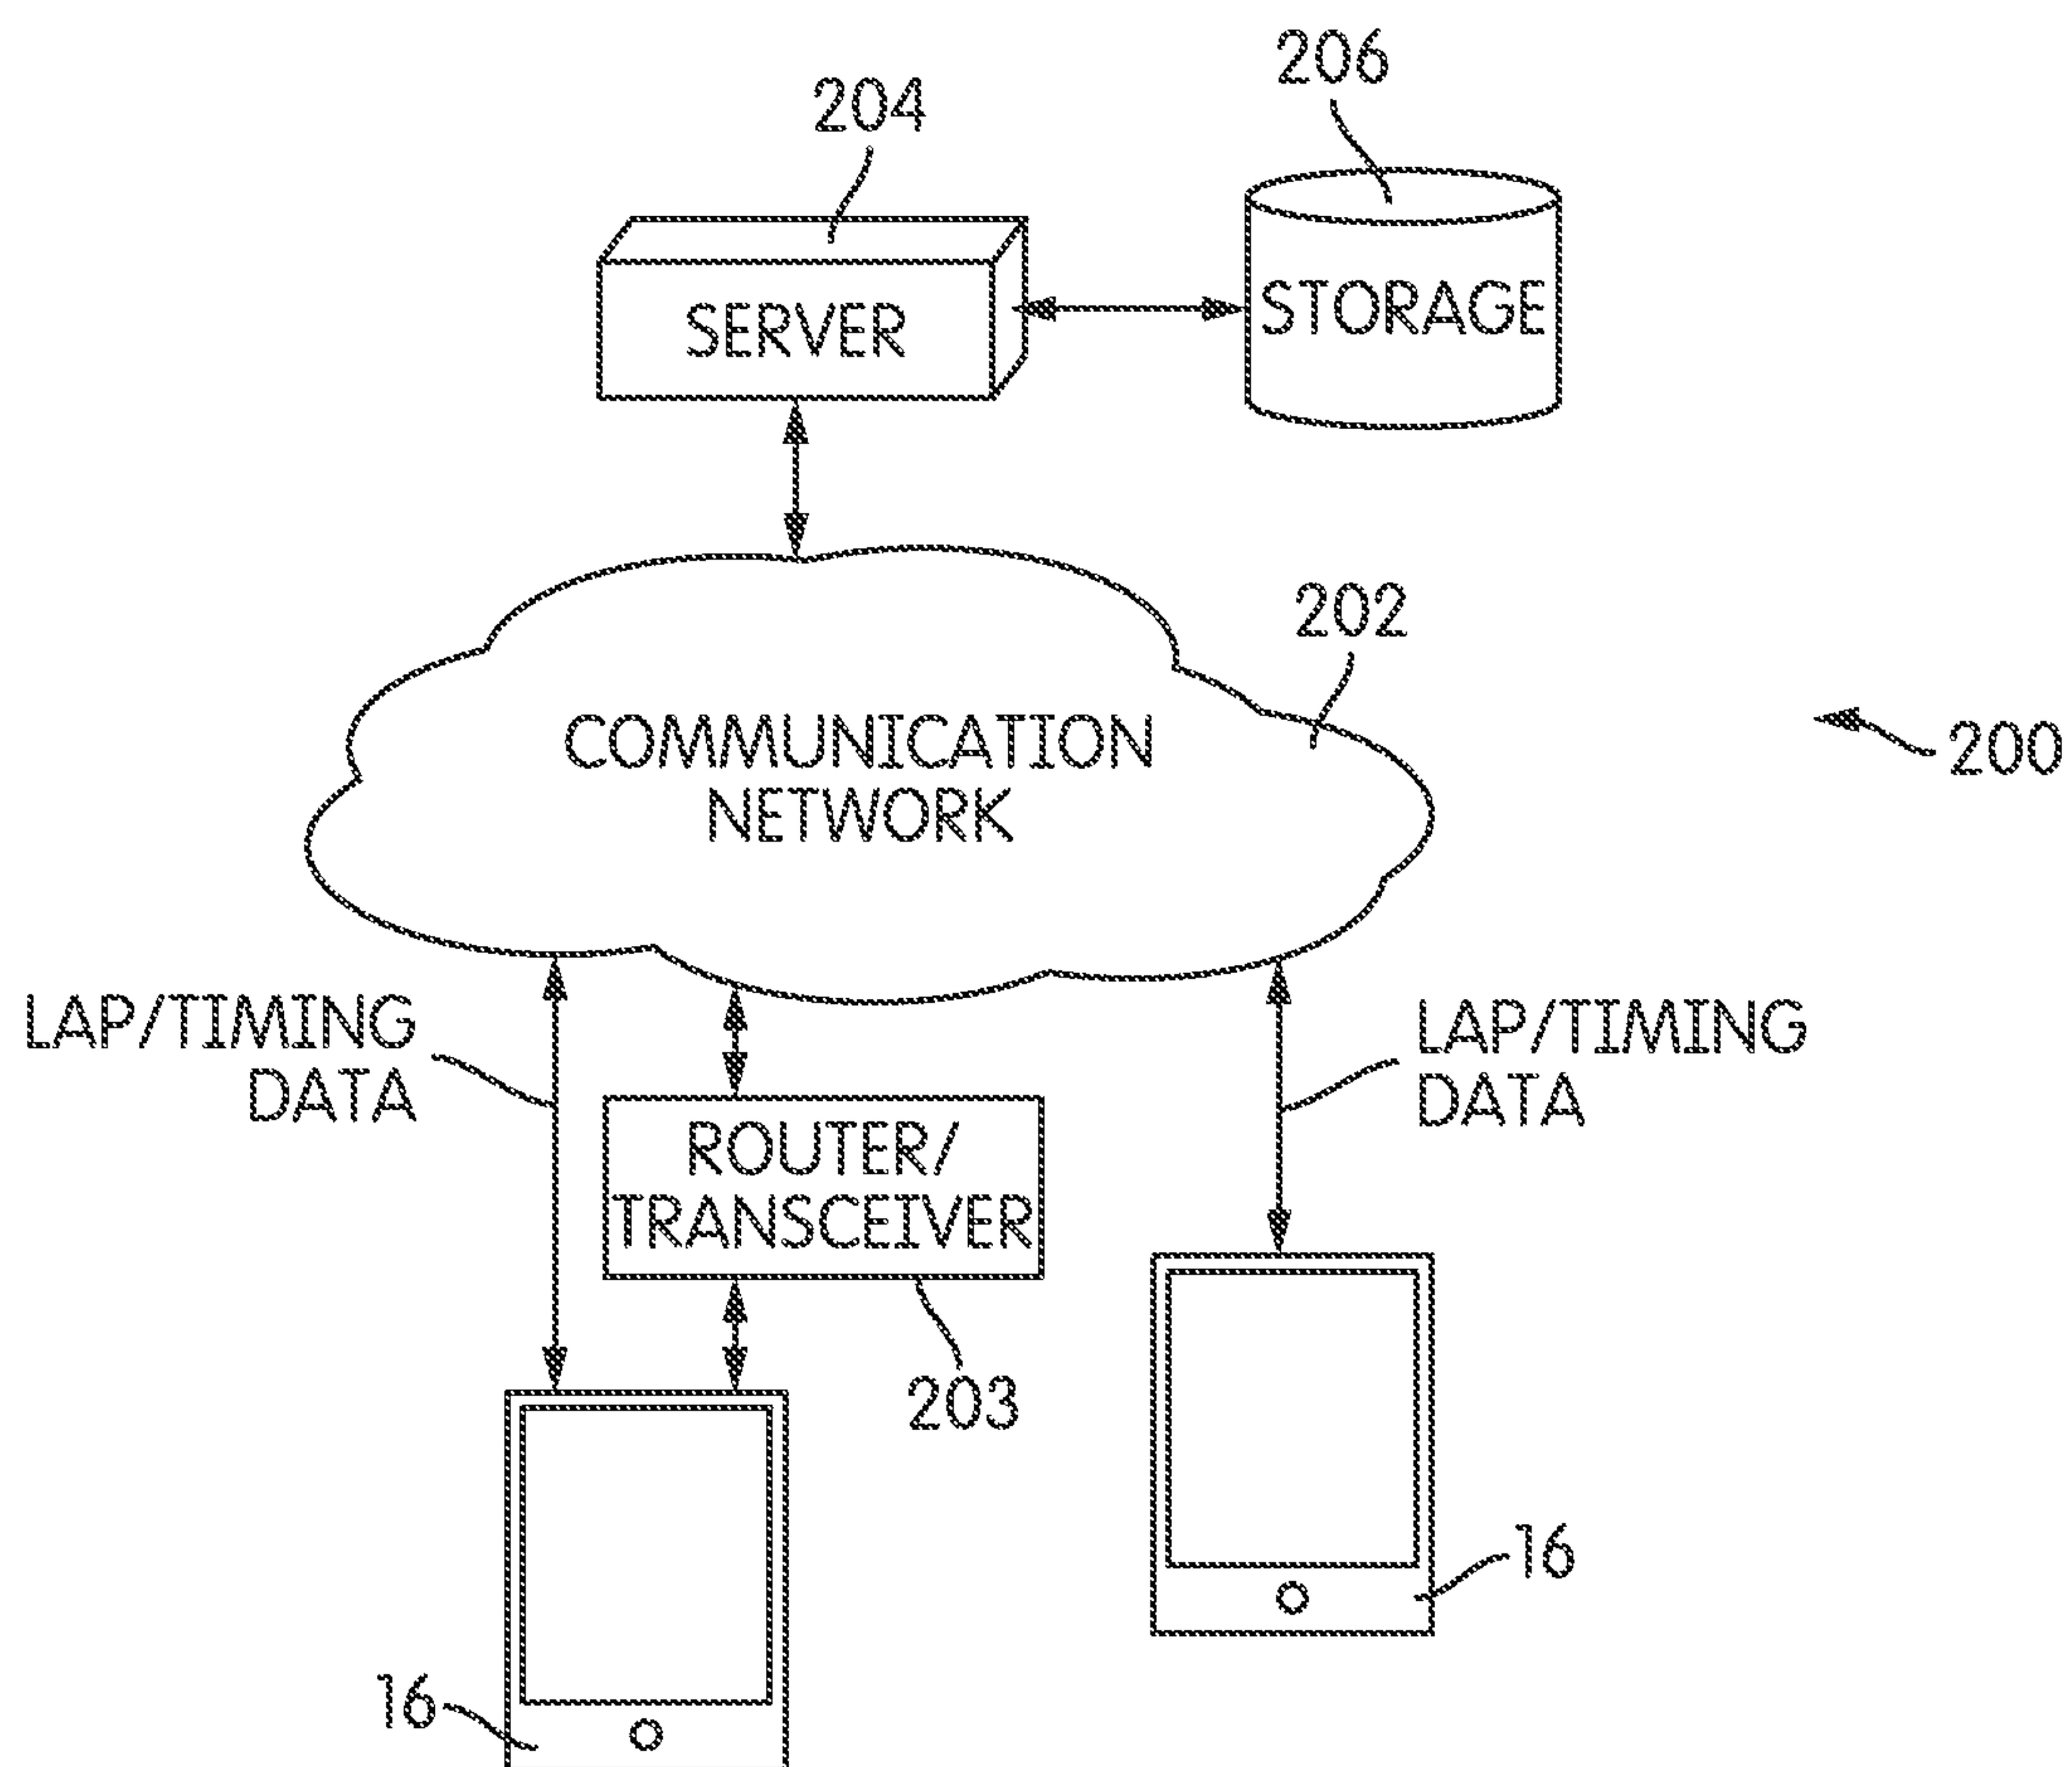 206
204
SERVER
STORAGE
202
COMMUNICATION
NETWORK
200
LAP/TIMING
DATA
LAP/TIMING
DATA
ROUTER/
TRANSCEIVER
203
16
16